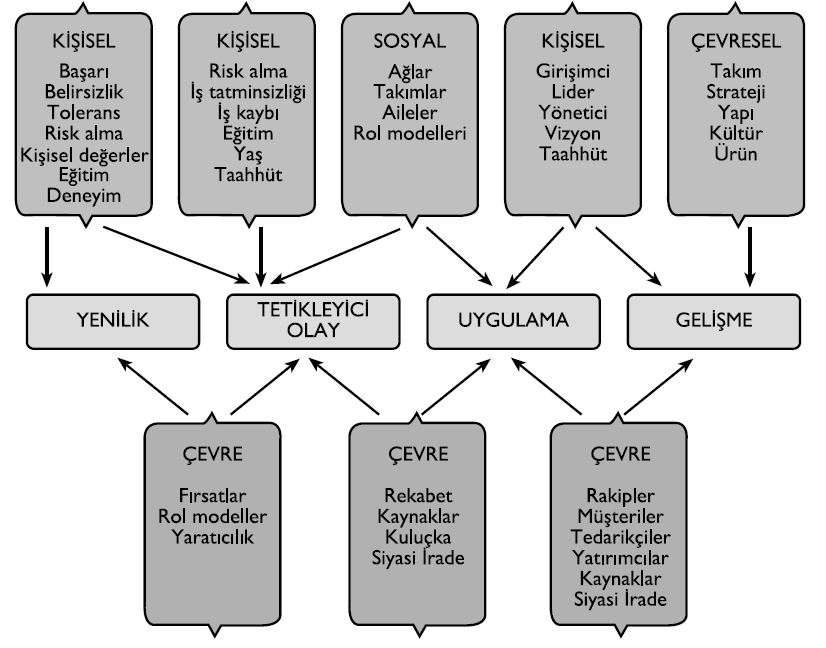 KİŞİSEL
Başarı
Belirsizlik
Tolerans
Risk alma
Kişisel değerler
Eğitim
Deneyim
KİŞİSEL
Risk alma
İş tatminsizliği
İş kaybı
Eğitim
Yaş
Taahhüt
SOSYAL
Ağlar
Takımlar
Aileler
Rol modelleri
KİŞİSEL
Girişimci
Lider
Yönetici
Vizyon
Taahhüt
ÇEVRESEL
Takım
Strateji
Yapı
Kültür
Ürün
YENİLİK
TETİKLEYİCİ
OLAY
UYGULAMA
GELİŞME
ÇEVRE
Fırsatlar
Rol modeller
Yaratıcılık
ÇEVRE
Rekabet
Kaynaklar
Kuluçka
Siyasi İrade
ÇEVRE
Rakipler
Müşteriler
Tedarikçiler
Yatırımcılar
Kaynaklar
Siyasi İrade